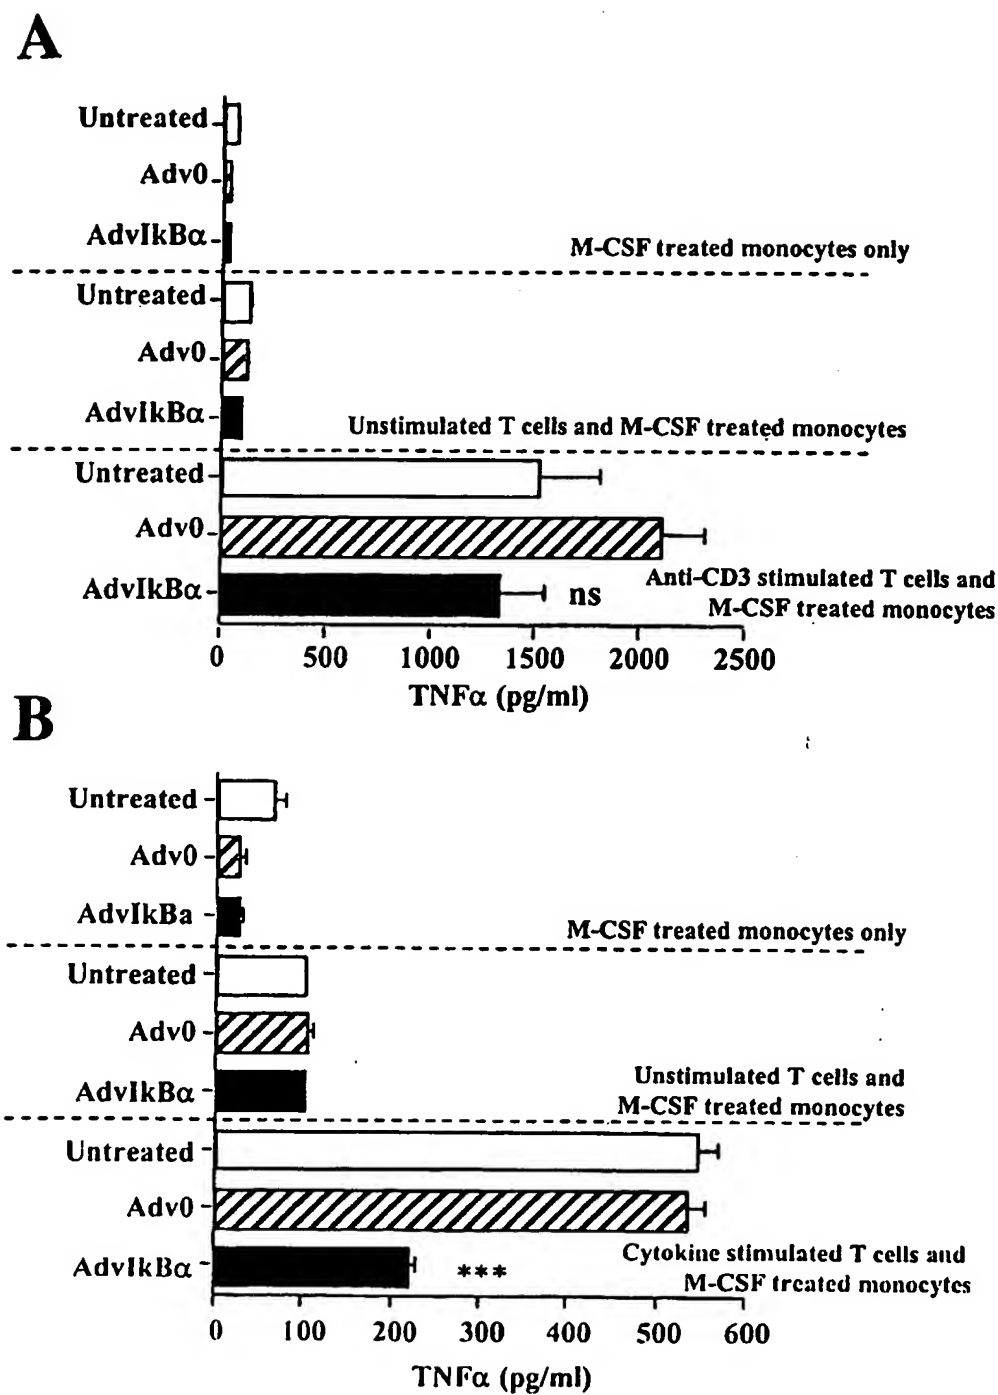 A
Untreated
Adv0
AdvIkBα
M-CSF treated monocytes only
Untreated
Adv0
AdvIkBα
Unstimulated T cells and M-CSF treated monocytes
Untreated
Adv0
AdvIkBα
ns
Anti-CD3 stimulated T cells and
M-CSF treated monocytes
0 500 1000 1500 2000 2500
TNFα (pg/ml)
B
Untreated
Adv0
AdvIkBa
M-CSF treated monocytes only
Untreated
Adv0
AdvIkBα
Unstimulated T cells and
M-CSF treated monocytes
Untreated
Adv0
AdvIkBα
***
Cytokine stimulated T cells and
M-CSF treated monocytes
0 100 200 300 400 500 600
TNFα (pg/ml)